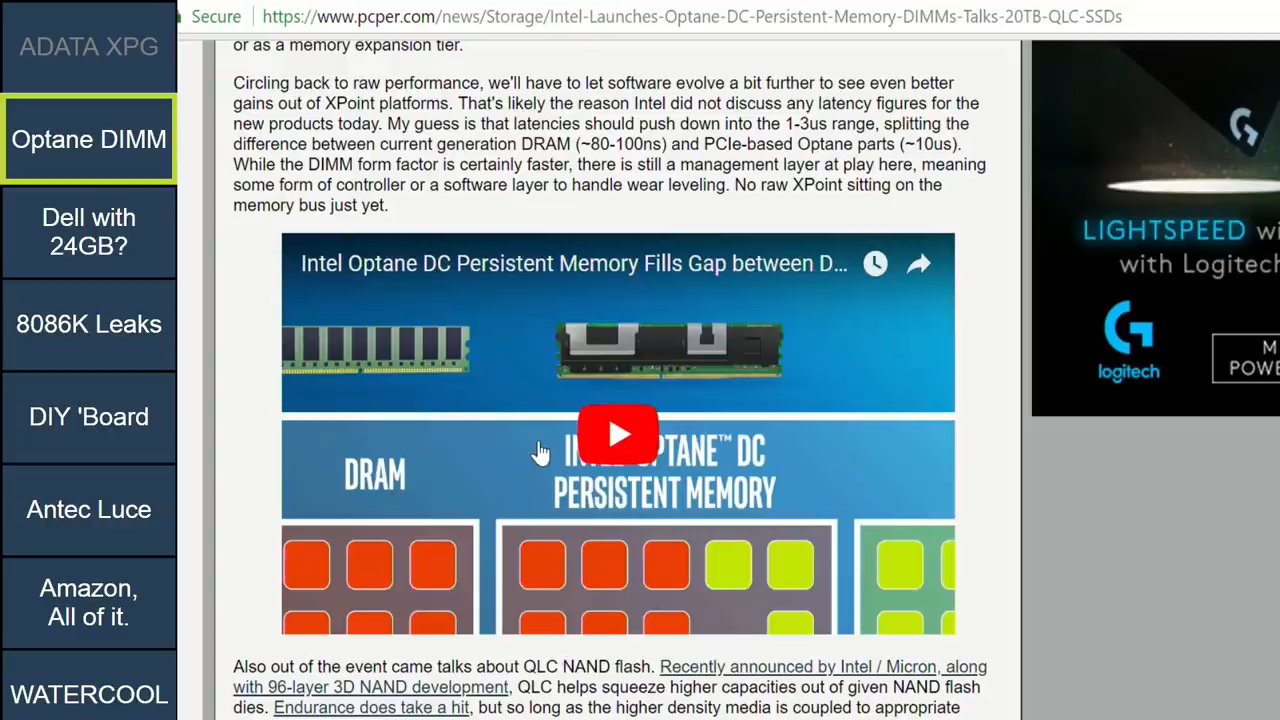 ADATA XPG
Optane DIMM
Dell with
24GB?
8086K Leaks
DIY 'Board
Antec Luce
Amazon,
All of it.
WATERCOOL
Secure
https://www.pcper.com/news/Storage/Intel-Launches-Optane-DC-Persistent-Memory-DIMMs-Talks-20TB-QLC-SSDs
or as a memory expansion tier.
Circling back to raw performance, we'll have to let software evolve a bit further to see even better
gains out of XPoint platforms. That's likely the reason Intel did not discuss any latency figures for the
new products today. My guess is that latencies should push down into the 1-3us range, splitting the
difference between current generation DRAM (~80-100ns) and PCIe-based Optane parts (~10us).
While the DIMM form factor is certainly faster, there is still a management layer at play here, meaning
some form of controller or a software layer to handle wear leveling. No raw XPoint sitting on the
memory bus just yet.
Intel Optane DC Persistent Memory Fills Gap between D...
DRAM
OPTANE™ DC
PERSISTENT MEMORY
Also out of the event came talks about QLC NAND flash. Recently announced by Intel / Micron, along
with 96-layer 3D NAND development, QLC helps squeeze higher capacities out of given NAND flash
dies. Endurance does take a hit, but so long as the higher density media is coupled to appropriate
LIGHTSPEED wi
with Logitech
logitech
M
POWE